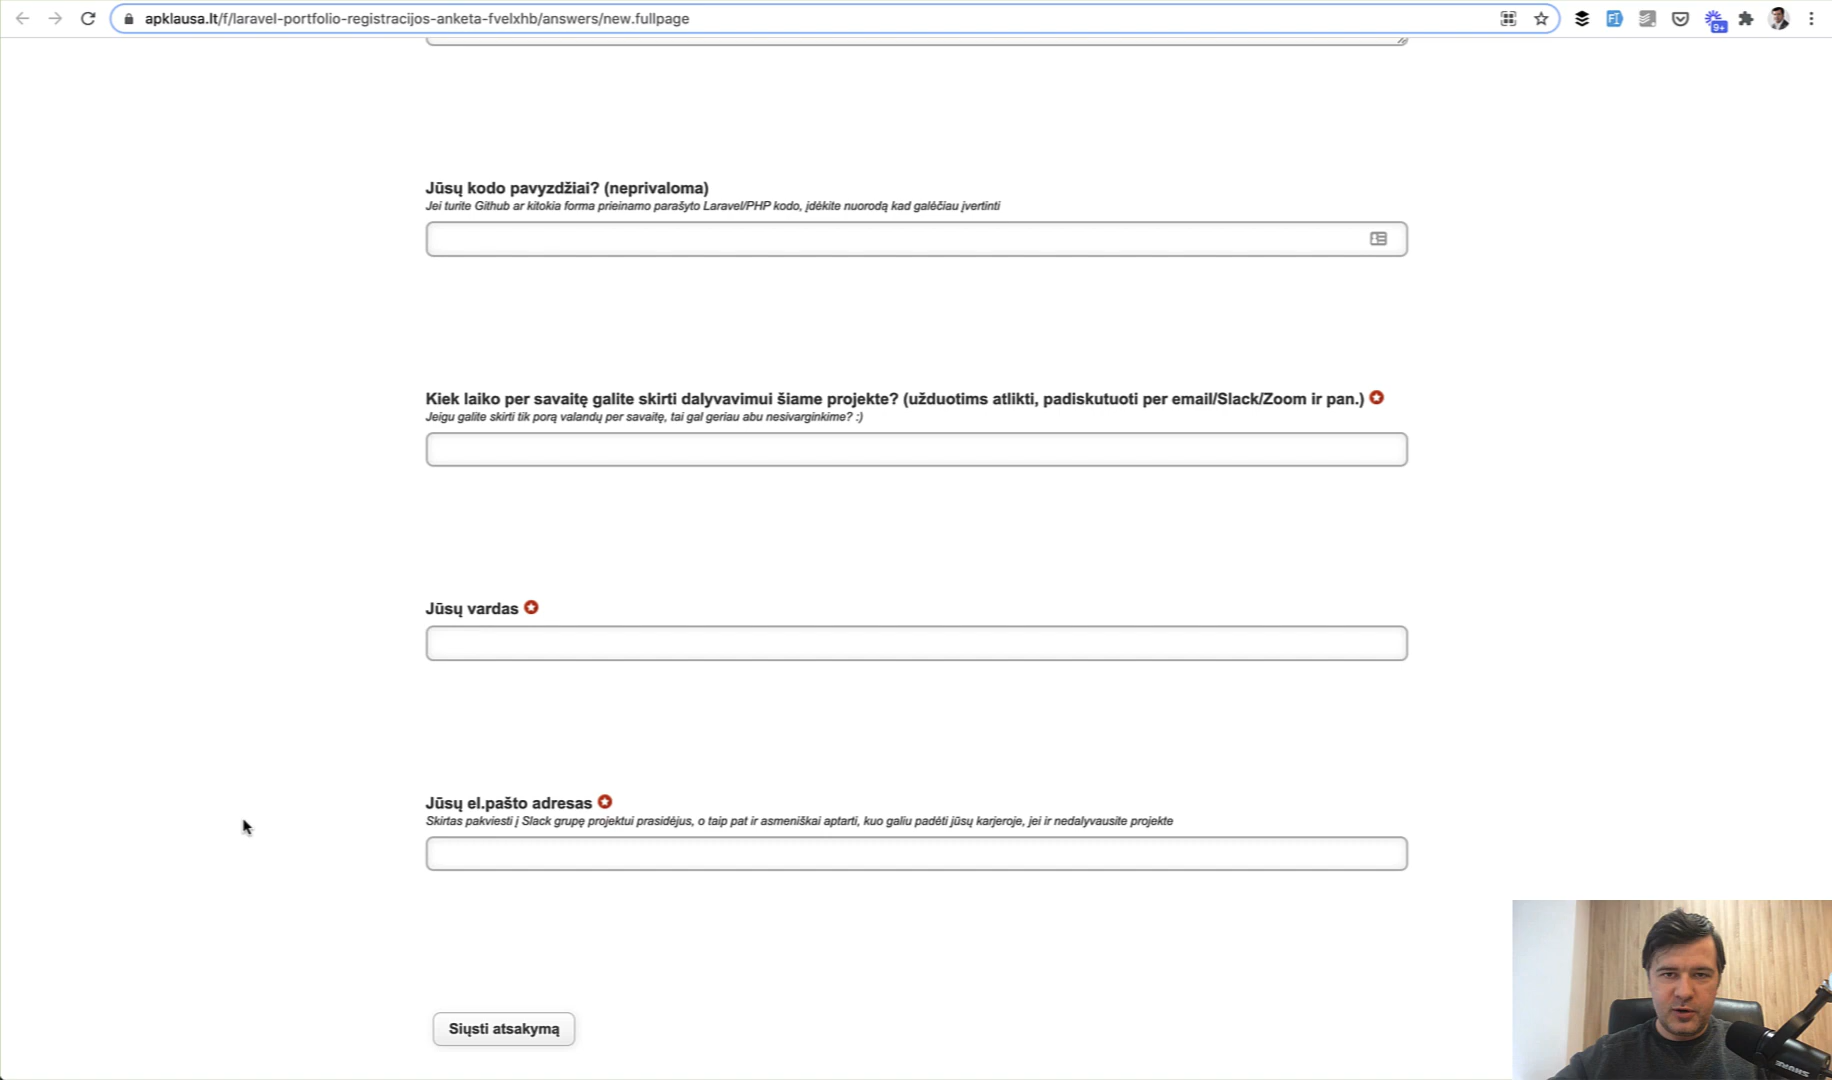 apklausa.lt/f/laravel-portfolio-registracijos-anketa-fvelxhb/answers/new.fullpage
9+
Jūsų kodo pavyzdžiai? (neprivaloma)
Jei turite Github ar kitokia forma prieinamo parašyto Laravel/PHP kodo, įdėkite nuorodą kad galėčiau įvertinti
Kiek laiko per savaitę galite skirti dalyvavimui šiame projekte? (užduotims atlikti, padiskutuoti per email/Slack/Zoom ir pan.)
Jeigu galite skirti tik porą valandų per savaitę, tai gal geriau abu nesivarginkime? :)
Jūsų vardas
Jūsų el.pašto adresas
Skirtas pakviesti į Slack grupę projektui prasidėjus, o taip pat ir asmeniškai aptarti, kuo galiu padėti jūsų karjeroje, jei ir nedalyvausite projekte
Siųsti atsakymą